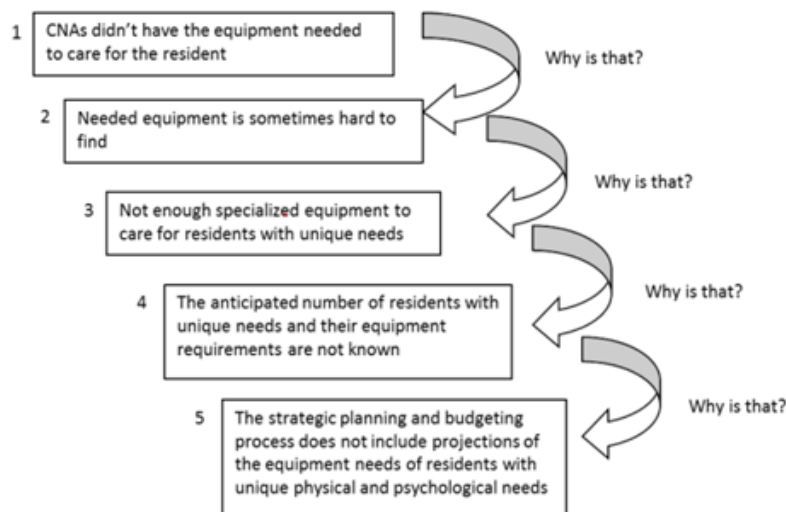 1
CNAs didn't have the equipment needed
to care for the resident
Why is that?
2
Needed equipment is sometimes hard to
find
Why is that?
3
Not enough specialized equipment to
care for residents with unique needs
Why is that?
4
The anticipated number of residents with
unique needs and their equipment
requirements are not known
Why is that?
5
The strategic planning and budgeting
process does not include projections of
the equipment needs of residents with
unique physical and psychological needs